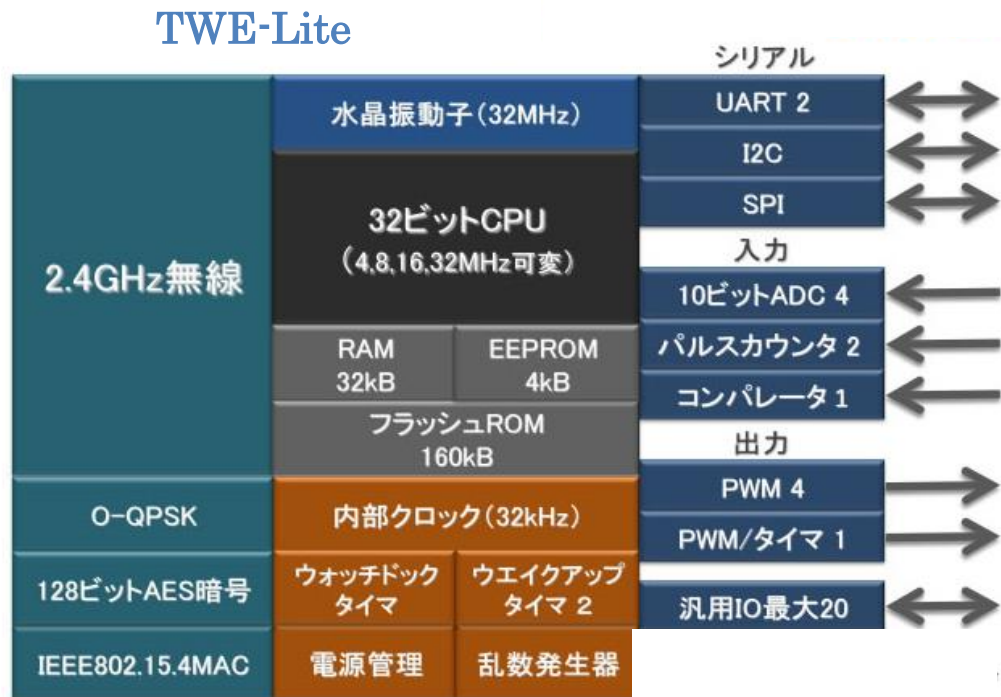 TWE-Lite
2.4GHz無線
O-QPSK
128ビットAES暗号
IEEE802.15.4MAC
水晶振動子(32MHz)
32ビットCPU
(4,8,16,32MHz可変)
RAM
32kB
EEPROM
4kB
フラッシュROM
160kB
内部クロック(32kHz)
ウォッチドック
タイマ
ウエイクアップ
タイマ 2
電源管理
乱数発生器
シリアル
UART 2
I2C
SPI
入力
10ビットADC 4
パルスカウンタ 2
コンパレータ 1
出力
PWM 4
PWM/タイマ 1
汎用IO最大20